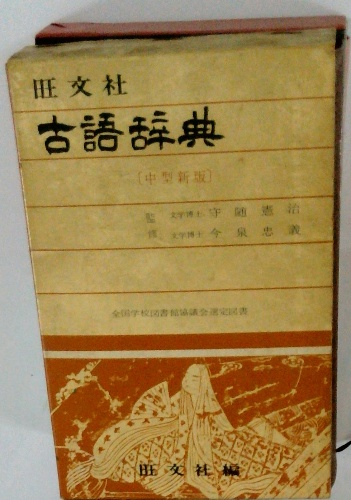 旺文社
古語辞典
〔中型新版〕
監 文学博士 守随憲治
修 文学博士 今泉忠義
全国学校図書館協議会選定図書
旺文社編